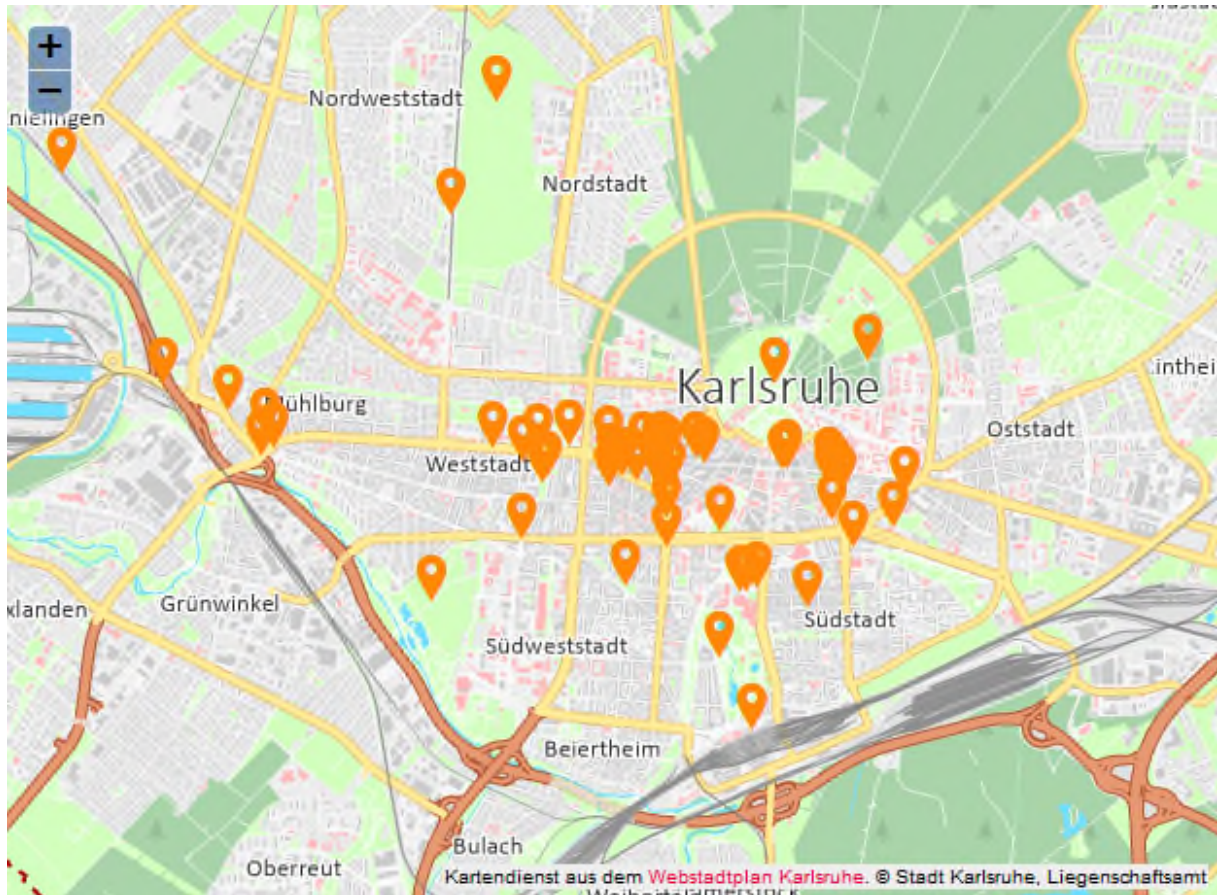 +
−
Nordweststadt
Nordstadt
Karlsruhe
Mühlburg
Oststadt
Weststadt
Grünwinkel
Südstadt
Südweststadt
Beiertheim
Bulach
Oberreut
Kartendienst aus dem Webstadtplan Karlsruhe. © Stadt Karlsruhe, Liegenschaftsamt